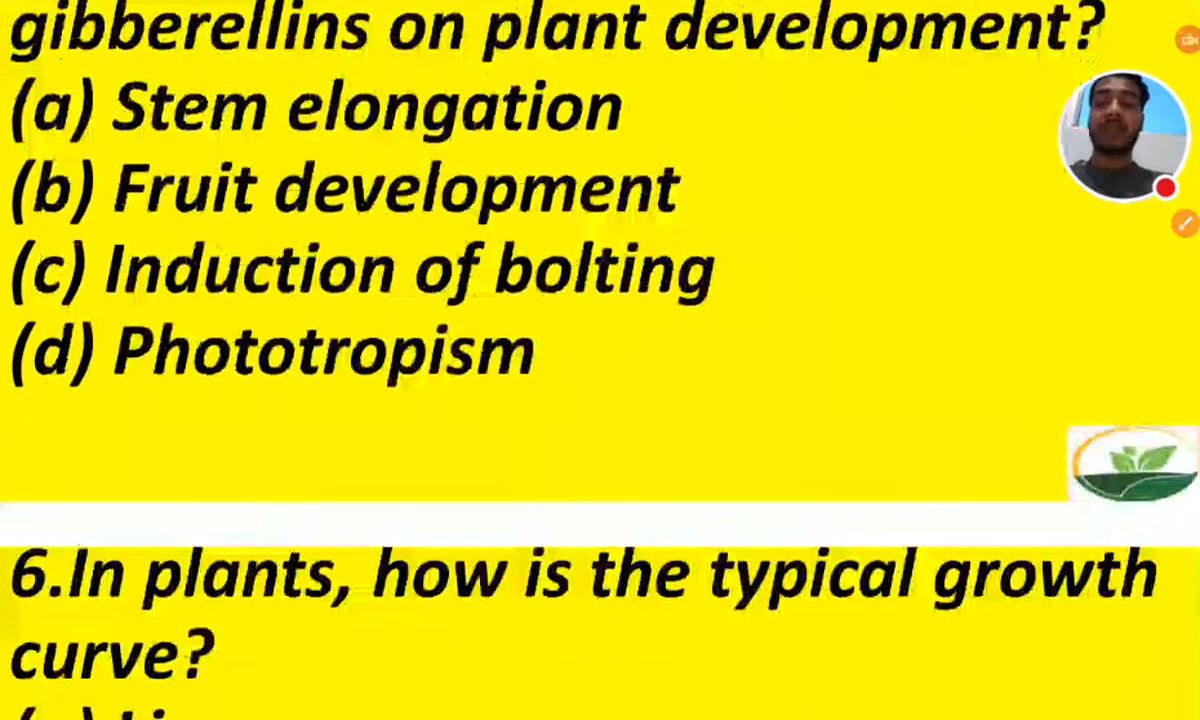 gibberellins on plant development?
(a) Stem elongation
(b) Fruit development
(c) Induction of bolting
(d) Phototropism
6.In plants, how is the typical growth
curve?